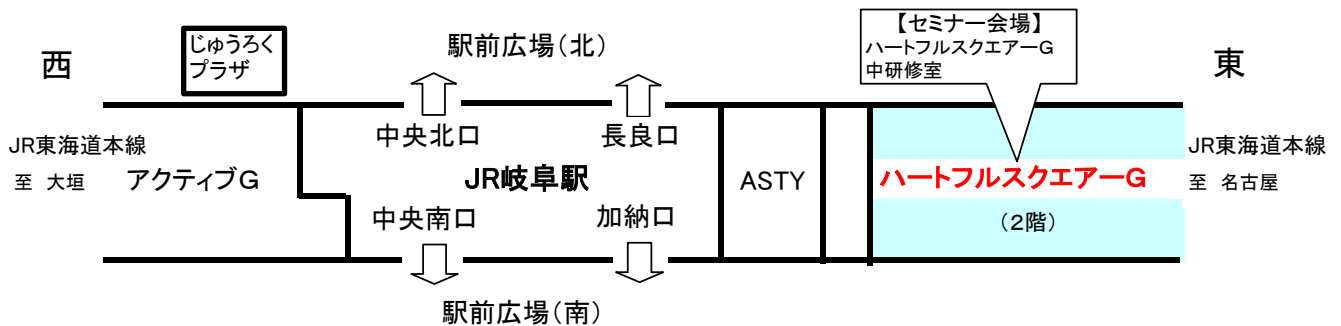 西
じゅうろく
プラザ
駅前広場(北)
【セミナー会場】
ハートフルスクエアーG
中研修室
東
中央北口
長良口
JR東海道本線
至 大垣
アクティブG
JR岐阜駅
ASTY
ハートフルスクエアーG
(2階)
JR東海道本線
至 名古屋
中央南口
加納口
駅前広場(南)